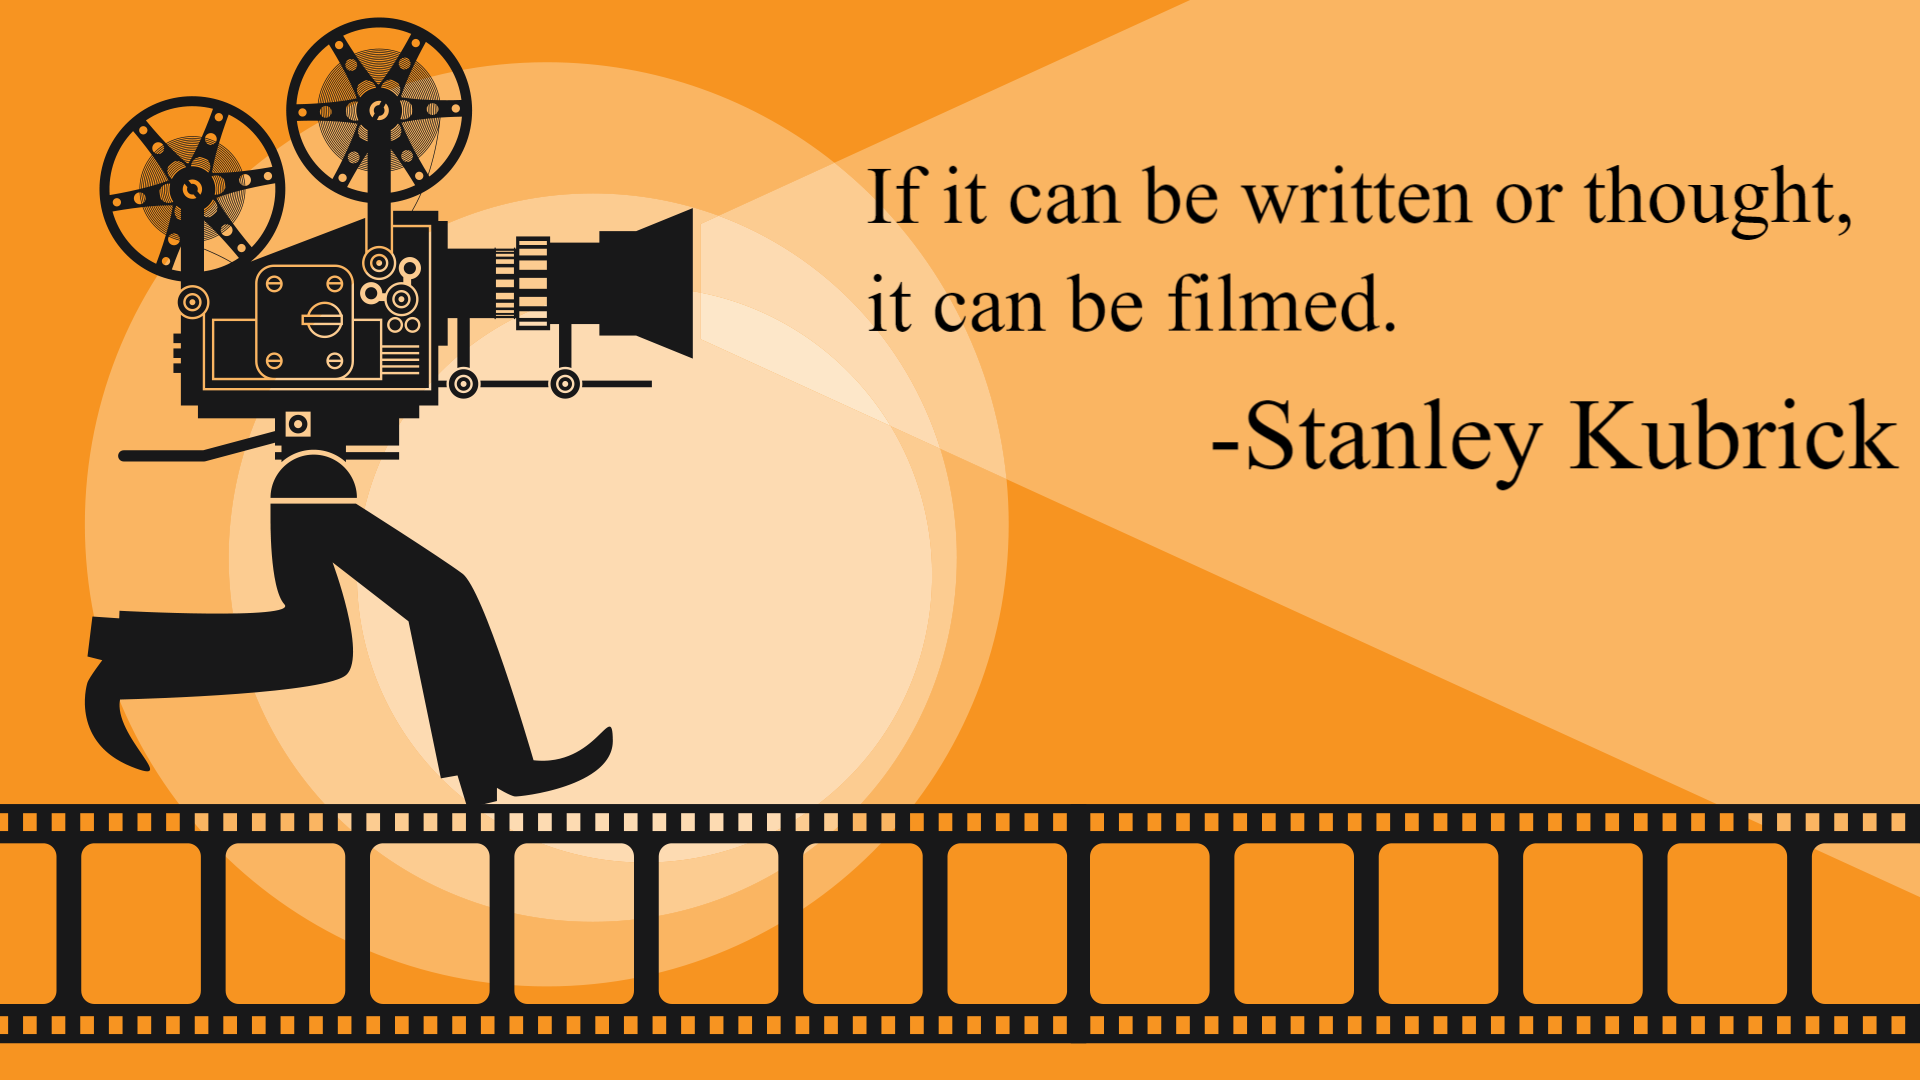 If it can be written or thought,
it can be filmed.
-Stanley Kubrick